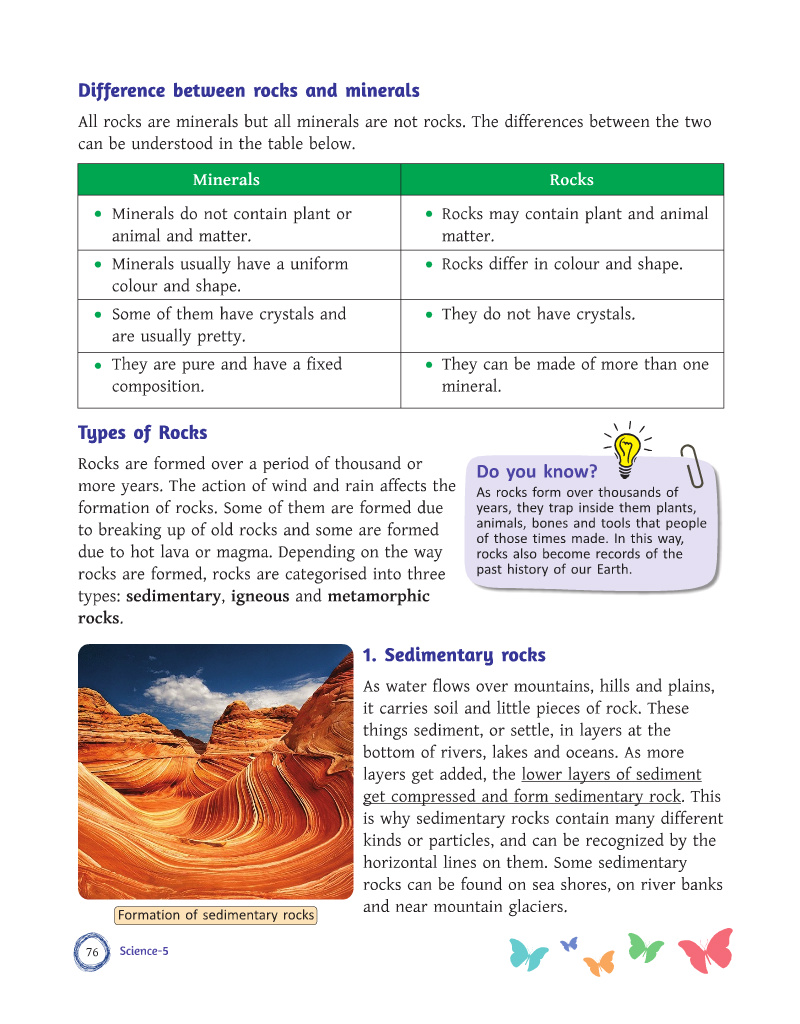 Difference between rocks and minerals
All rocks are minerals but all minerals are not rocks. The differences between the two
can be understood in the table below.
Minerals
Rocks
• Minerals do not contain plant or
animal and matter.
• Rocks may contain plant and animal
matter.
• Minerals usually have a uniform
colour and shape.
• Rocks differ in colour and shape.
• Some of them have crystals and
are usually pretty.
• They do not have crystals.
• They are pure and have a fixed
composition.
• They can be made of more than one
mineral.
Types of Rocks
Rocks are formed over a period of thousand or
more years. The action of wind and rain affects the
formation of rocks. Some of them are formed due
to breaking up of old rocks and some are formed
due to hot lava or magma. Depending on the way
rocks are formed, rocks are categorised into three
types: sedimentary, igneous and metamorphic
rocks.
Do you know?
As rocks form over thousands of
years, they trap inside them plants,
animals, bones and tools that people
of those times made. In this way,
rocks also become records of the
past history of our Earth.
1. Sedimentary rocks
As water flows over mountains, hills and plains,
it carries soil and little pieces of rock. These
things sediment, or settle, in layers at the
bottom of rivers, lakes and oceans. As more
layers get added, the lower layers of sediment
get compressed and form sedimentary rock. This
is why sedimentary rocks contain many different
kinds or particles, and can be recognized by the
horizontal lines on them. Some sedimentary
rocks can be found on sea shores, on river banks
and near mountain glaciers.
Formation of sedimentary rocks
76
Science-5